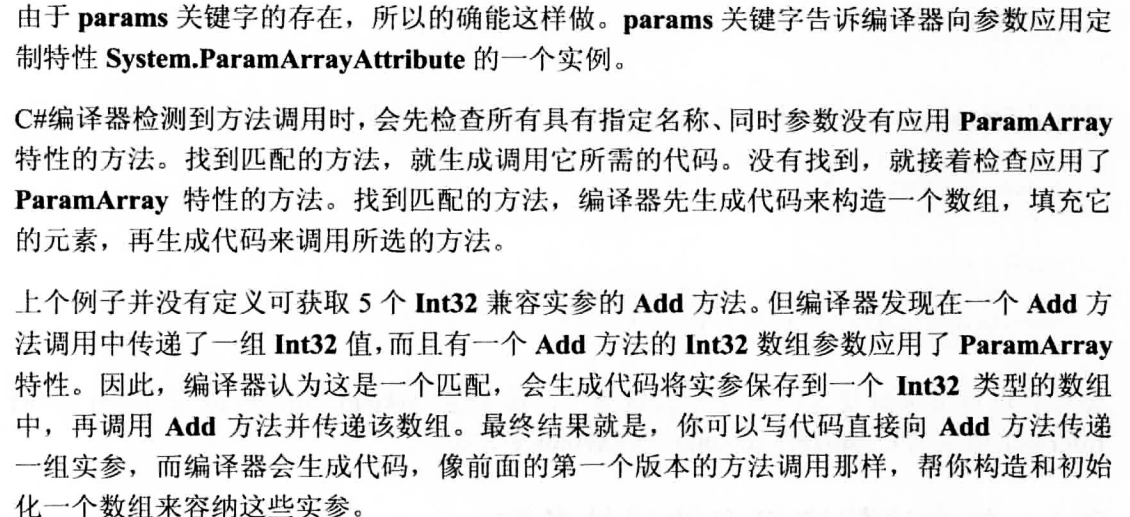 由于 params 关键字的存在，所以的确能这样做。params 关键字告诉编译器向参数应用定
制特性 System.ParamArrayAttribute 的一个实例。
C#编译器检测到方法调用时，会先检查所有具有指定名称、同时参数没有应用 ParamArray
特性的方法。找到匹配的方法，就生成调用它所需的代码。没有找到，就接着检查应用了
ParamArray 特性的方法。找到匹配的方法，编译器先生成代码来构造一个数组，填充它
的元素，再生成代码来调用所选的方法。
上个例子并没有定义可获取 5 个 Int32 兼容实参的 Add 方法。但编译器发现在一个 Add 方
法调用中传递了一组 Int32 值，而且有一个 Add 方法的 Int32 数组参数应用了 ParamArray
特性。因此，编译器认为这是一个匹配，会生成代码将实参保存到一个 Int32 类型的数组
中，再调用 Add 方法并传递该数组。最终结果就是，你可以写代码直接向 Add 方法传递
一组实参，而编译器会生成代码，像前面的第一个版本的方法调用那样，帮你构造和初始
化一个数组来容纳这些实参。